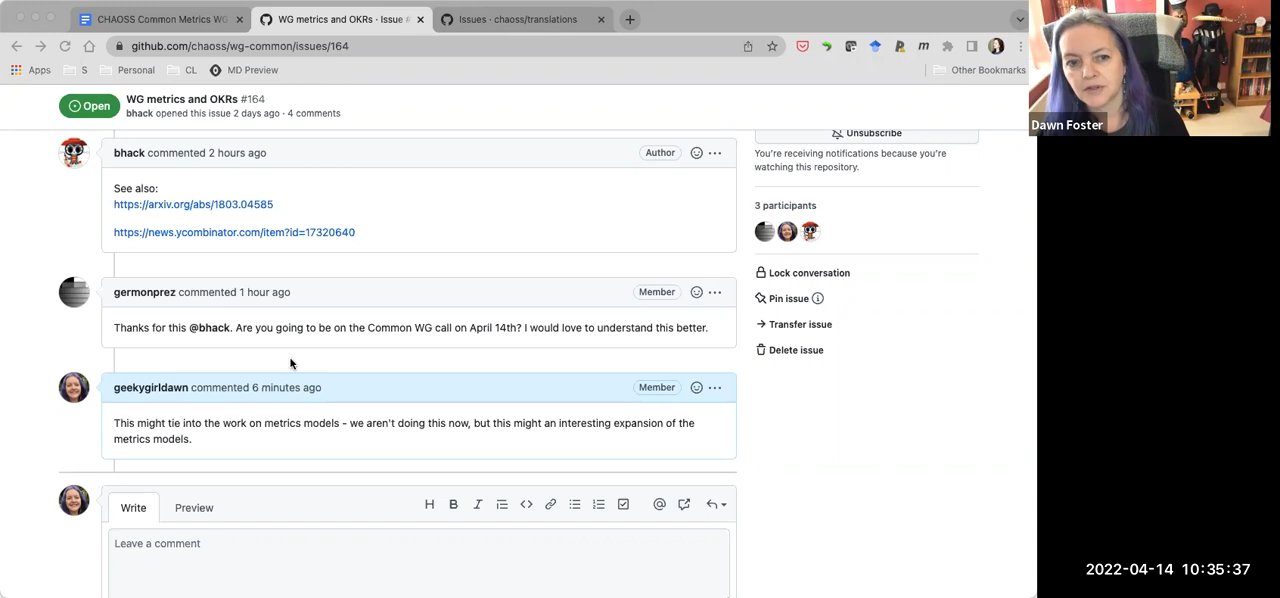 CHAOSS Common Metrics WG
WG metrics and OKRs · Issue #
Issues · chaoss/translations
github.com/chaoss/wg-common/issues/164
Apps
S
Personal
CL
MD Preview
Other Bookmarks
Open
WG metrics and OKRs #164
bhack opened this issue 2 days ago · 4 comments
bhack commented 2 hours ago
Author
See also:
https://arxiv.org/abs/1803.04585
https://news.ycombinator.com/item?id=17320640
germonprez commented 1 hour ago
Member
Thanks for this @bhack. Are you going to be on the Common WG call on April 14th? I would love to understand this better.
geekygirldawn commented 6 minutes ago
Member
This might tie into the work on metrics models - we aren't doing this now, but this might an interesting expansion of the
metrics models.
Write
Preview
Leave a comment
Unsubscribe
You're receiving notifications because you're
watching this repository.
3 participants
Lock conversation
Pin issue
Transfer issue
Delete issue
Dawn Foster
2022-04-14 10:35:37